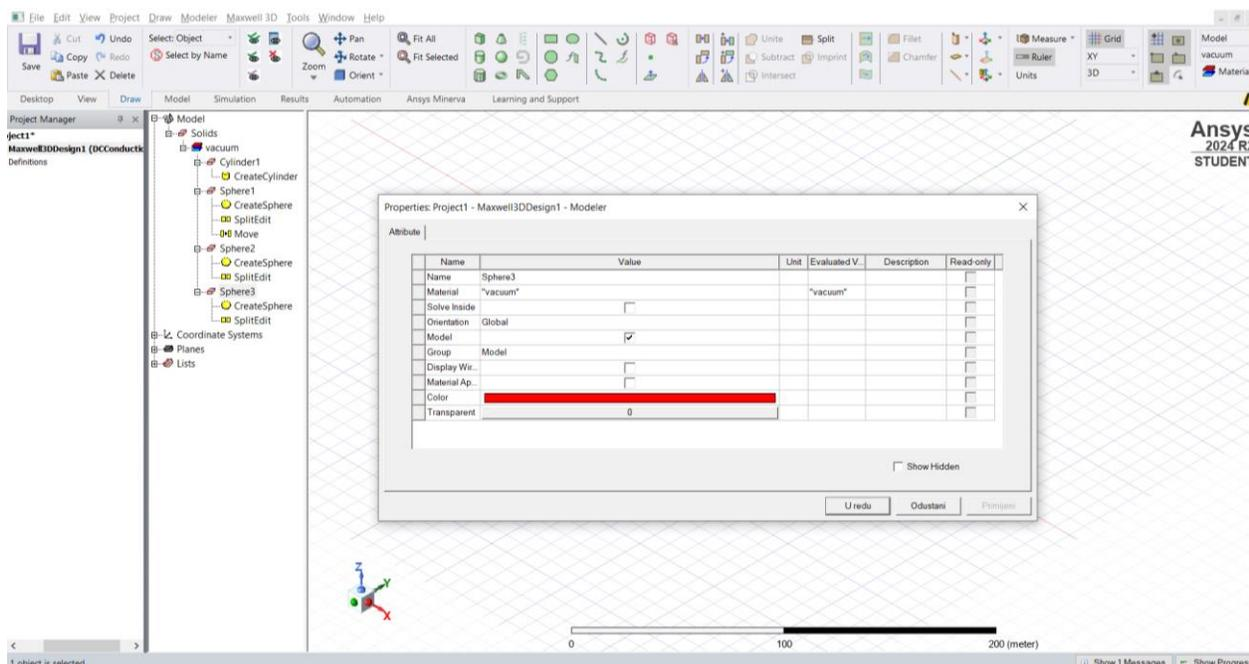 File Edit View Project Draw Modeler Maxwell 3D Tools Window Help
Save
Cut Undo
Copy Redo
Paste Delete
Select: Object
Select by Name
Zoom
Pan
Rotate
Orient
Fit All
Fit Selected
Unite Split
Subtract Imprint
Intersect
Fillet
Chamfer
Measure
Ruler
Units
Grid
XY
3D
Model
vacuum
Materia
Desktop View Draw Model Simulation Results Automation Ansys Minerva Learning and Support
Project Manager
oject1*
Maxwell3DDesign1 (DCConductic
Definitions
Model
Solids
vacuum
Cylinder1
CreateCylinder
Sphere1
CreateSphere
SplitEdit
Move
Sphere2
CreateSphere
SplitEdit
Sphere3
CreateSphere
SplitEdit
Coordinate Systems
Planes
Lists
Ansys
2024 R2
STUDENT
Properties: Project1 - Maxwell3DDesign1 - Modeler
Attribute
Name Value Unit Evaluated V... Description Read-only
Name Sphere3
Material "vacuum" "vacuum"
Solve Inside
Orientation Global
Model
Group Model
Display Wir...
Material Ap...
Color
Transparent 0
Show Hidden
U redu Odustani Primijeni
Z
Y
X
0 100 200 (meter)
1 object is selected
Show 1 Messages Show Progres